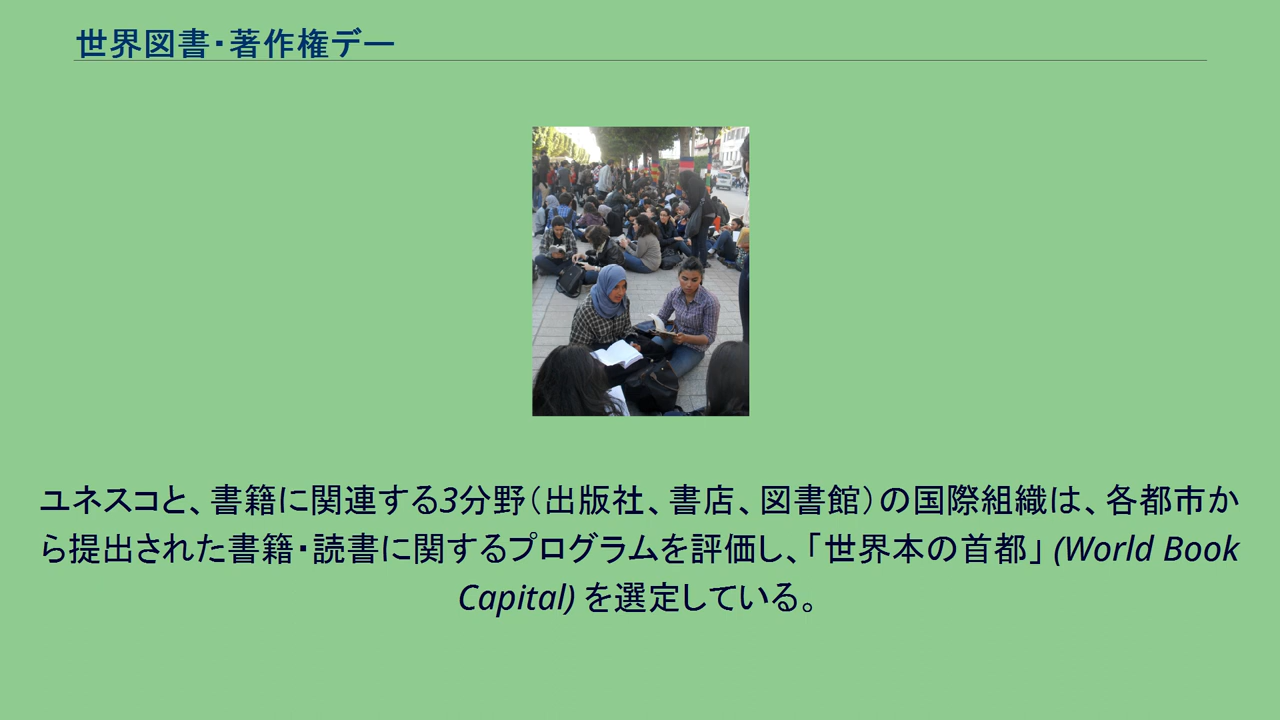 世界図書・著作権デー
ユネスコと、書籍に関連する3分野（出版社、書店、図書館）の国際組織は、各都市か
ら提出された書籍・読書に関するプログラムを評価し、「世界本の首都」 (World Book
Capital) を選定している。